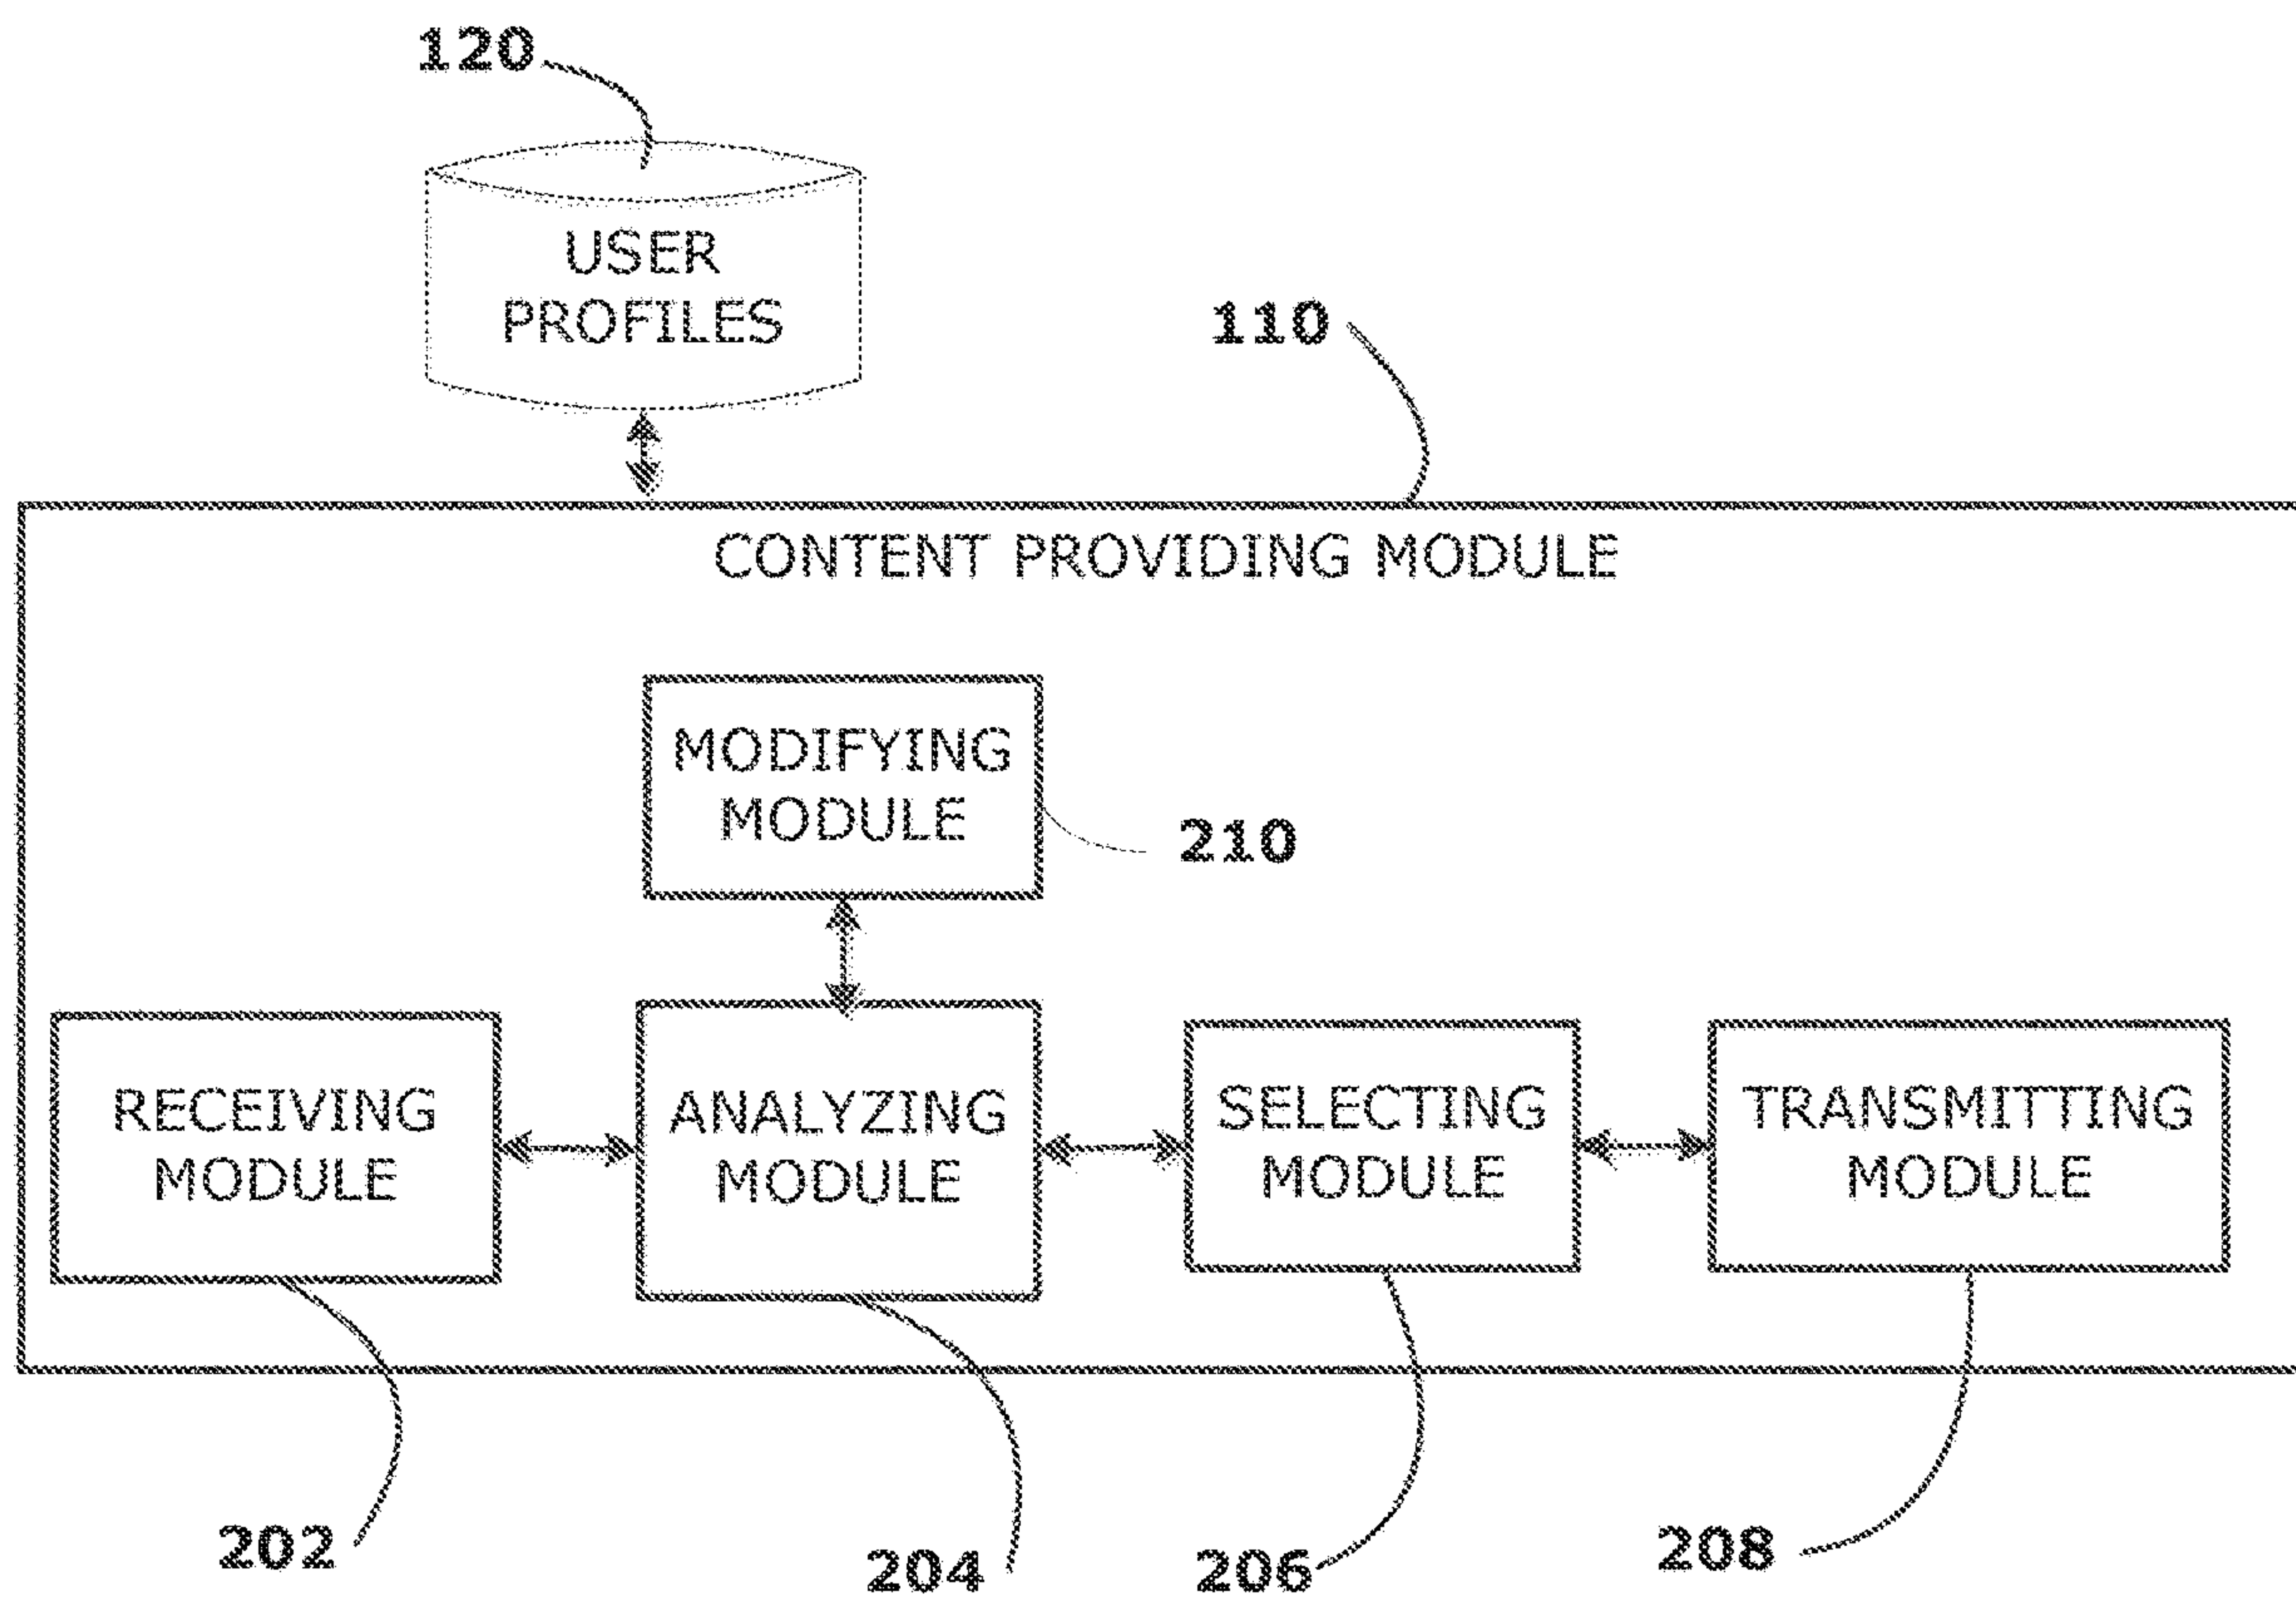 120
USER
PROFILES
110
CONTENT PROVIDING MODULE
MODIFYING
MODULE
210
RECEIVING
MODULE
ANALYZING
MODULE
SELECTING
MODULE
TRANSMITTING
MODULE
202
204
206
208